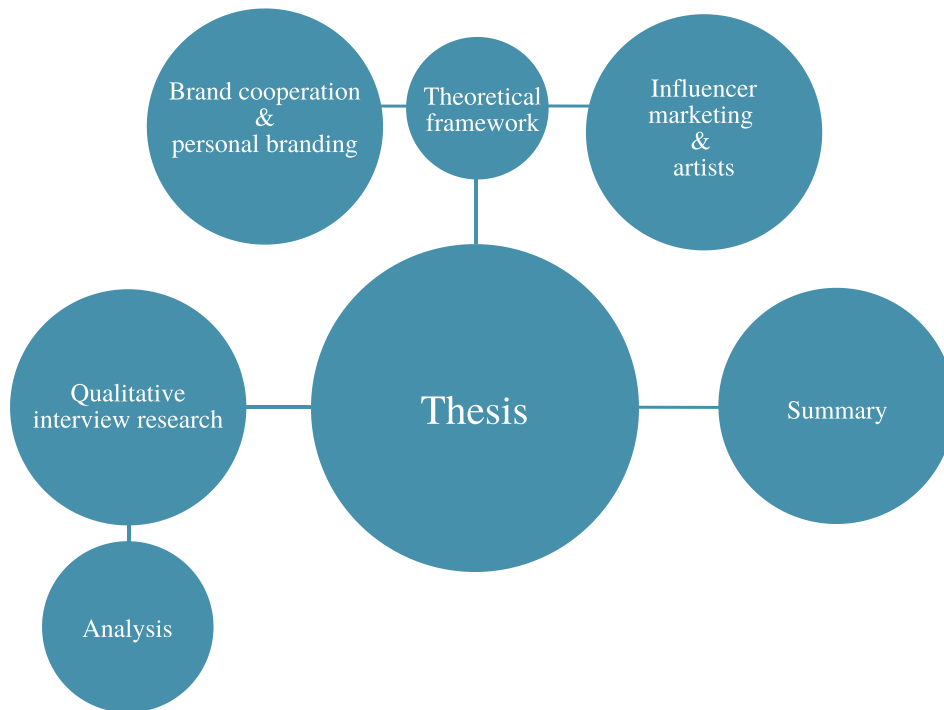 Brand cooperation
&
personal branding
Theoretical
framework
Influencer
marketing
&
artists
Qualitative
interview research
Thesis
Summary
Analysis